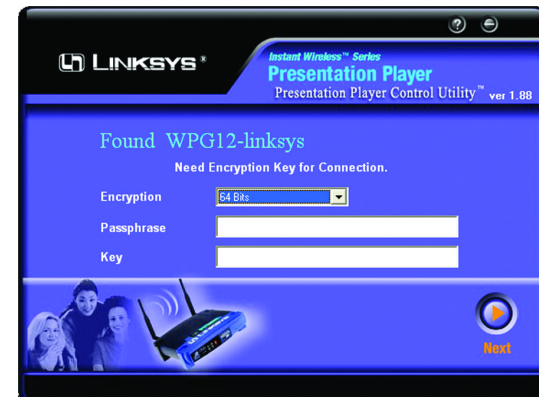 LINKSYS®
Instant Wireless™ Series
Presentation Player
Presentation Player Control Utility™ ver 1.88
Found WPG12-linksys
Need Encryption Key for Connection.
Encryption
64 Bits
Passphrase
Key
Next